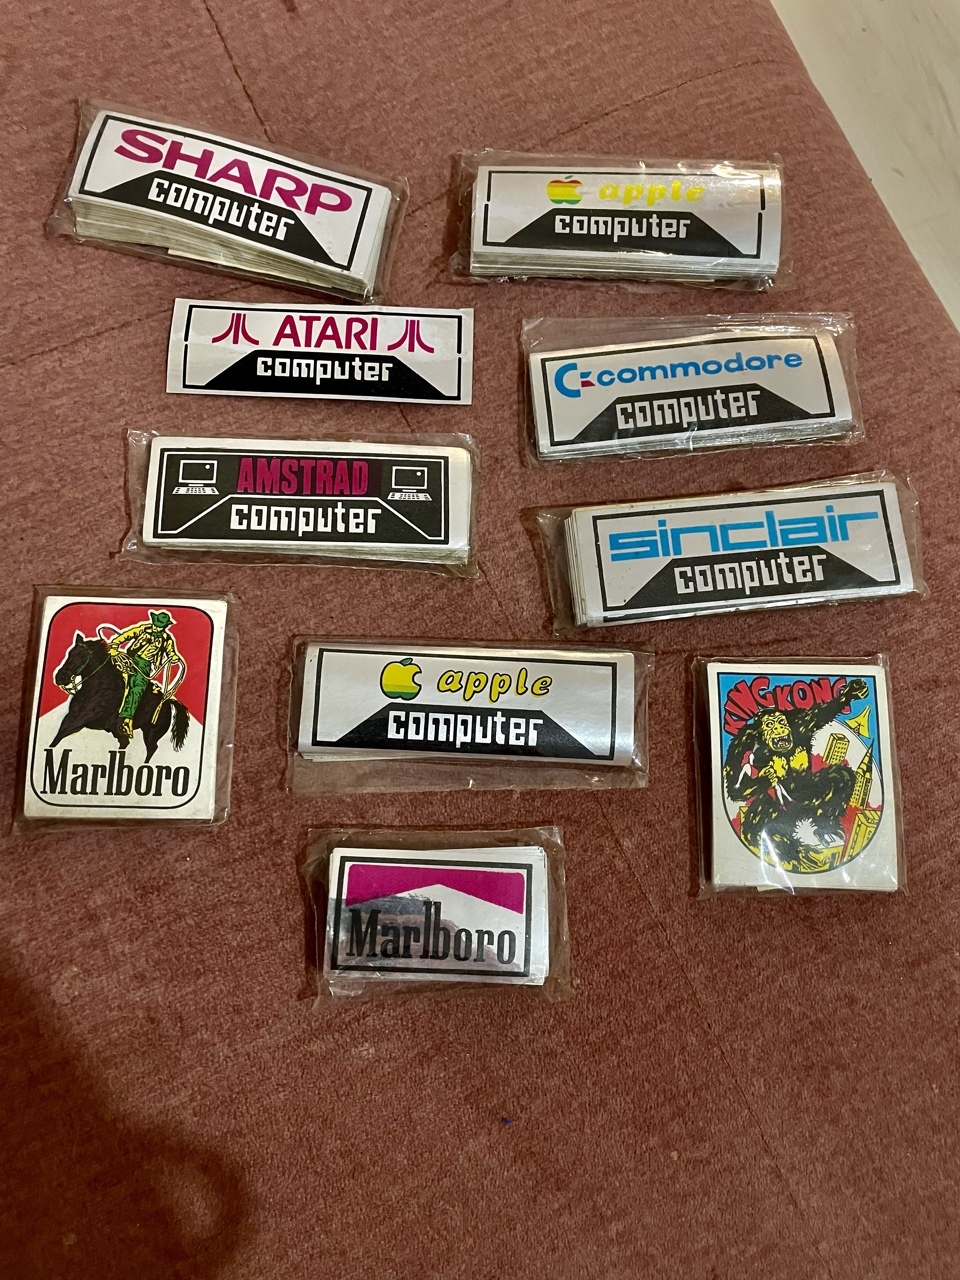 SHARP
computer
apple
computer
ATARI
computer
commodore
computer
AMSTRAD
computer
sinclair
computer
Marlboro
apple
computer
KING KONG
Marlboro